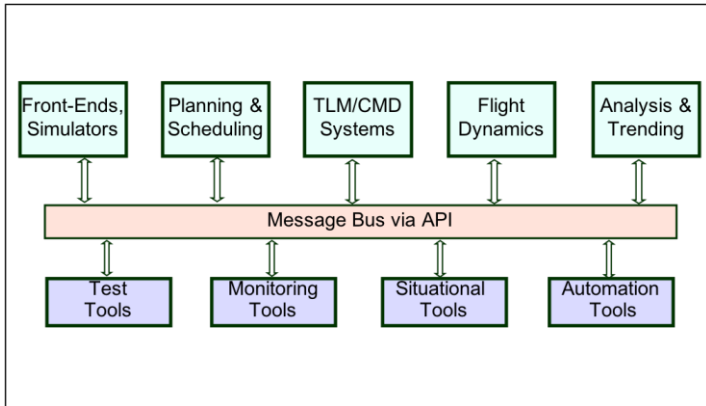 Front-Ends,
Simulators
Planning &
Scheduling
TLM/CMD
Systems
Flight
Dynamics
Analysis &
Trending
Message Bus via API
Test
Tools
Monitoring
Tools
Situational
Tools
Automation
Tools